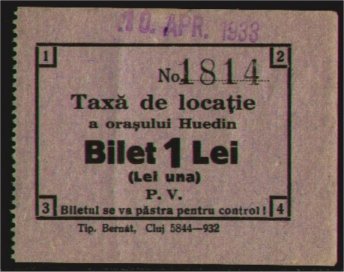 10. APR. 1933
1 2
No. 1814
Taxă de locație
a orașului Huedin
Bilet 1 Lei
(Lei una)
P. V.
3 Biletul se va păstra pentru control! 4
Tip. Bernát, Cluj 5844—932